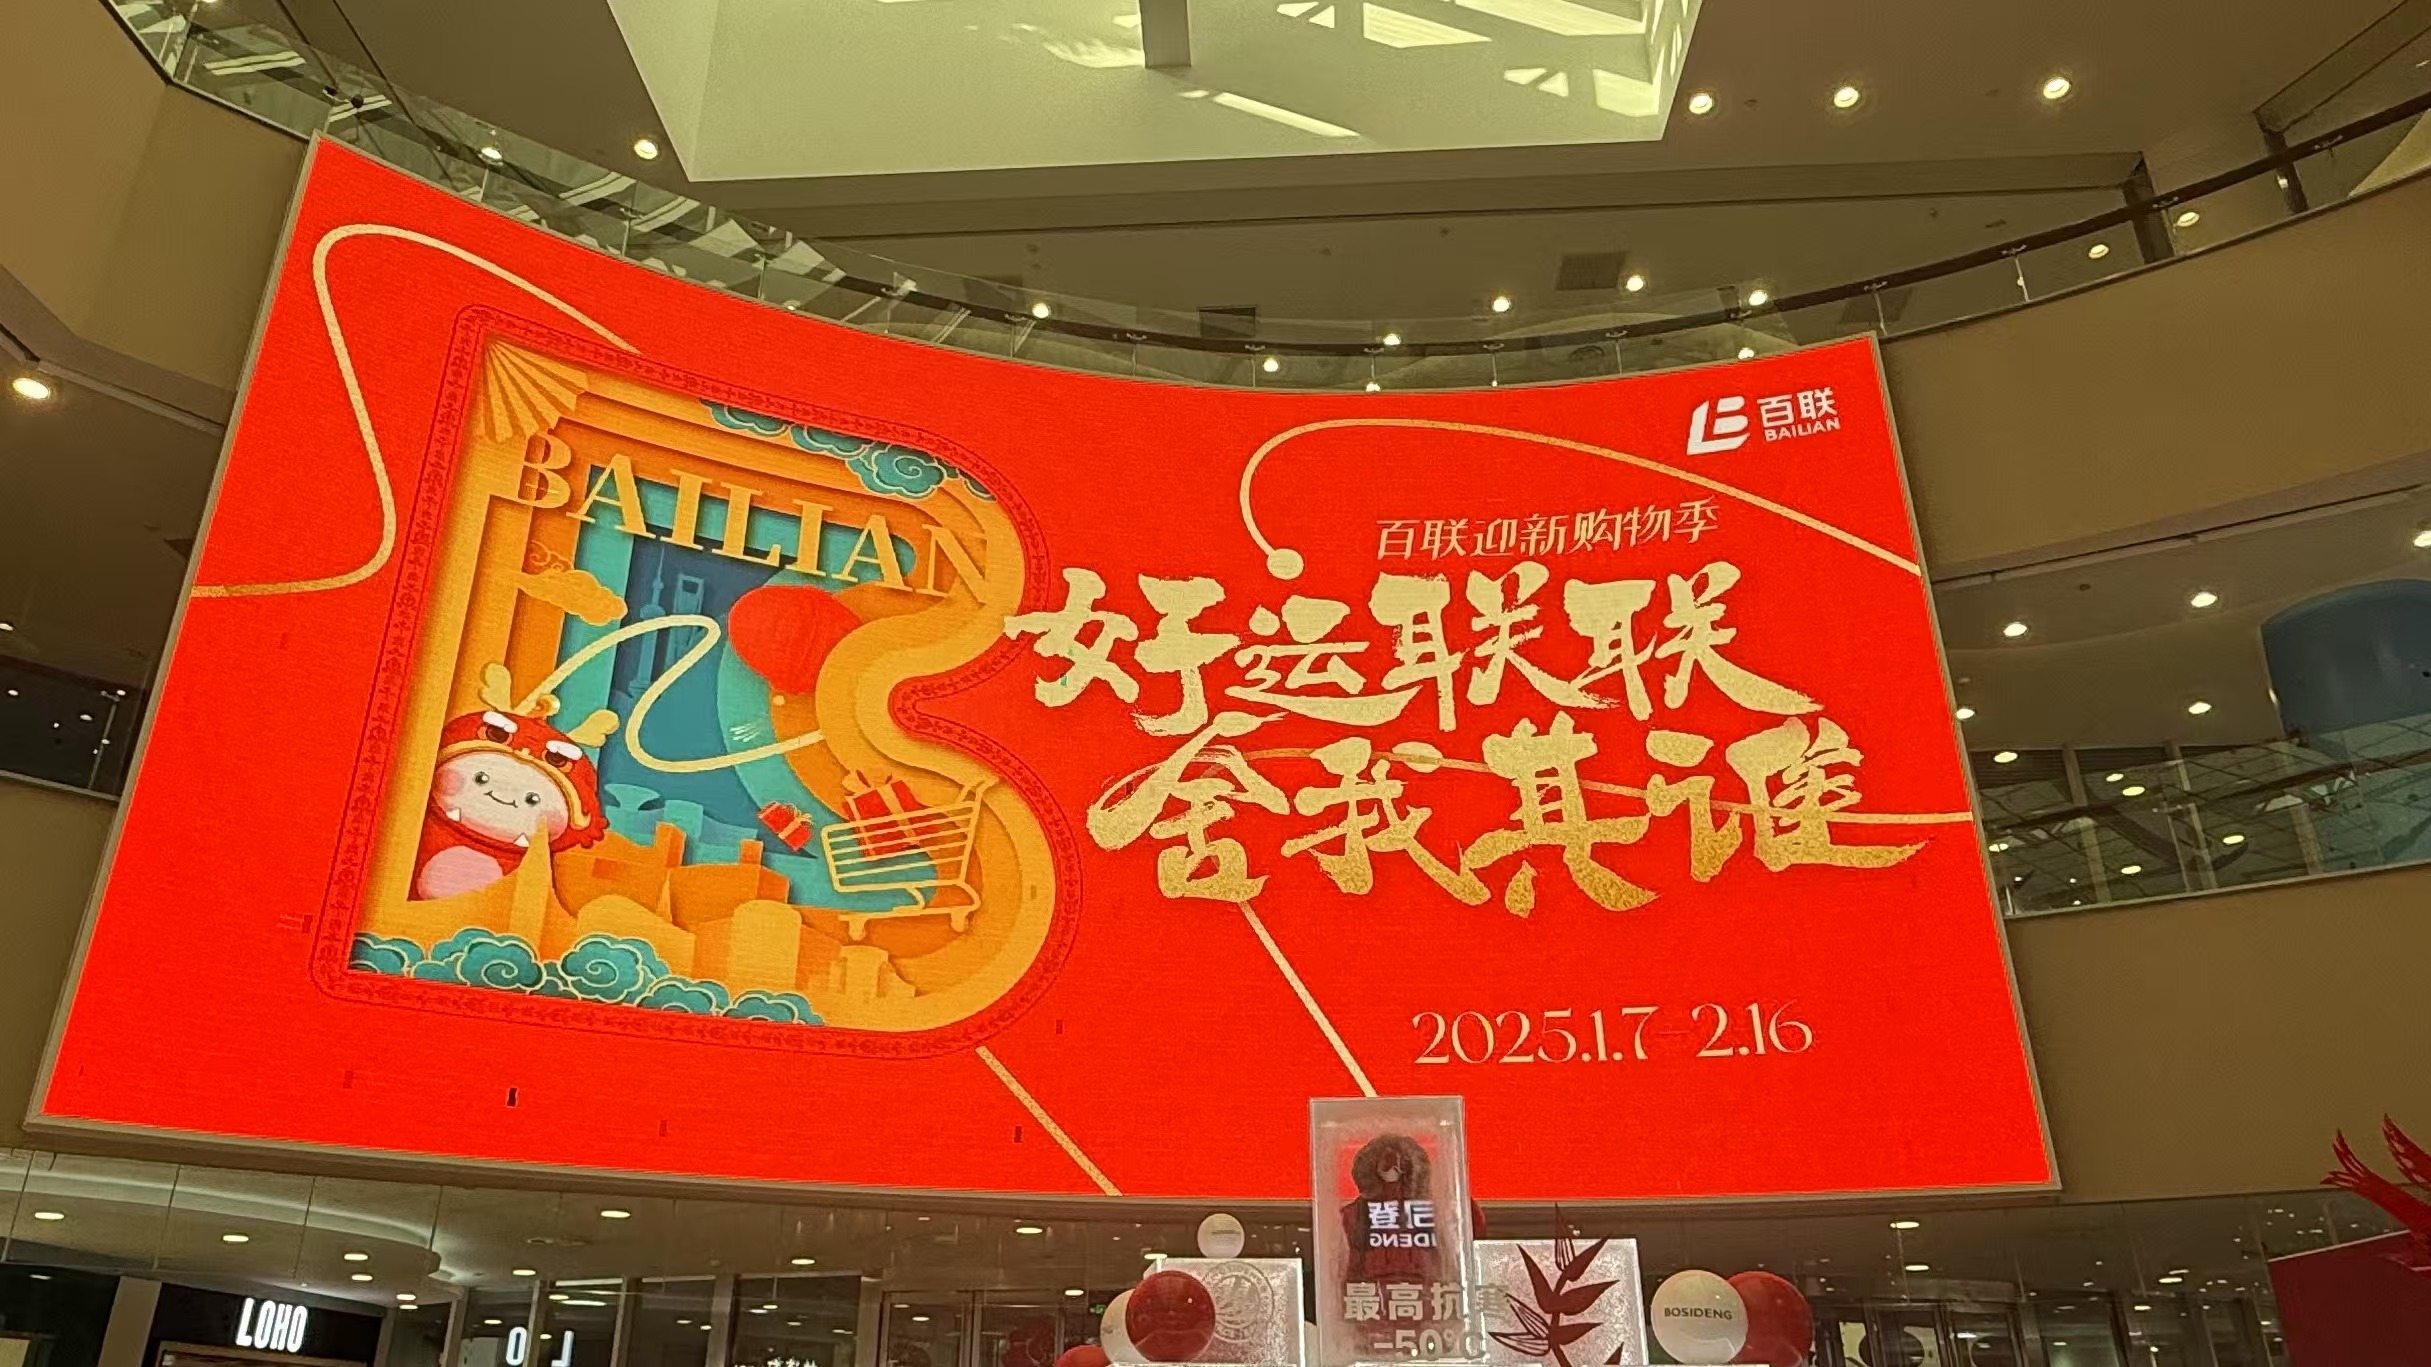 百联
BAILIAN
BAILIAN
百联迎新购物季
好运联联
舍我其谁
2025.1.7-2.16
最高抗寒
-50℃
BOSIDENG
LOHO